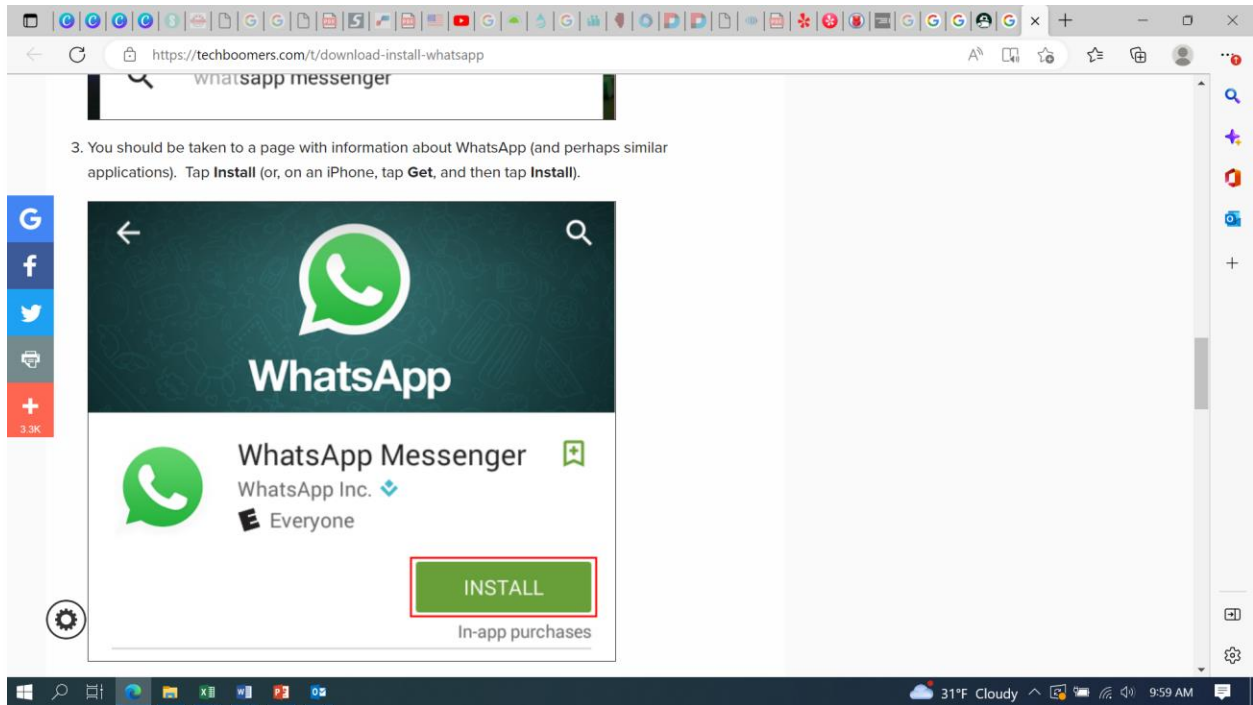 https://techboomers.com/t/download-install-whatsapp
whatsapp messenger
3. You should be taken to a page with information about WhatsApp (and perhaps similar
applications). Tap Install (or, on an iPhone, tap Get, and then tap Install).
WhatsApp
3.3K
WhatsApp Messenger
WhatsApp Inc.
E Everyone
INSTALL
In-app purchases
31°F Cloudy 9:59 AM